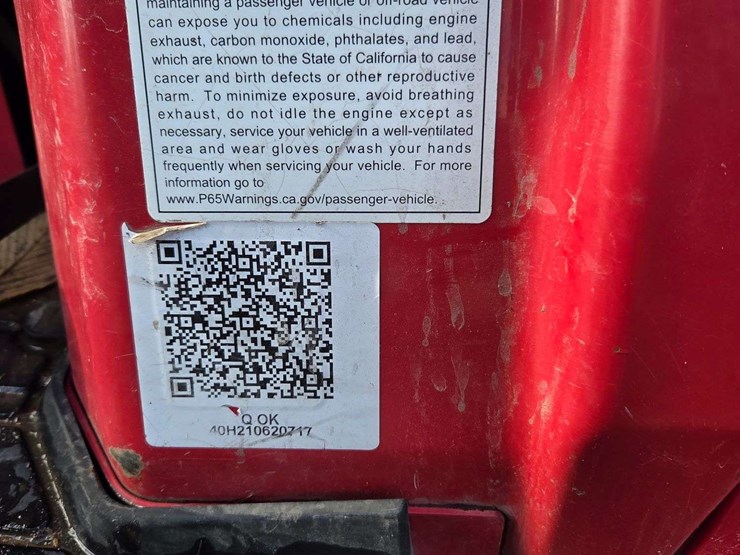 maintaining a passenger vehicle or off-road vehicle
can expose you to chemicals including engine
exhaust, carbon monoxide, phthalates, and lead,
which are known to the State of California to cause
cancer and birth defects or other reproductive
harm. To minimize exposure, avoid breathing
exhaust, do not idle the engine except as
necessary, service your vehicle in a well-ventilated
area and wear gloves or wash your hands
frequently when servicing your vehicle. For more
information go to
www.P65Warnings.ca.gov/passenger-vehicle.
Q OK
40H210620717